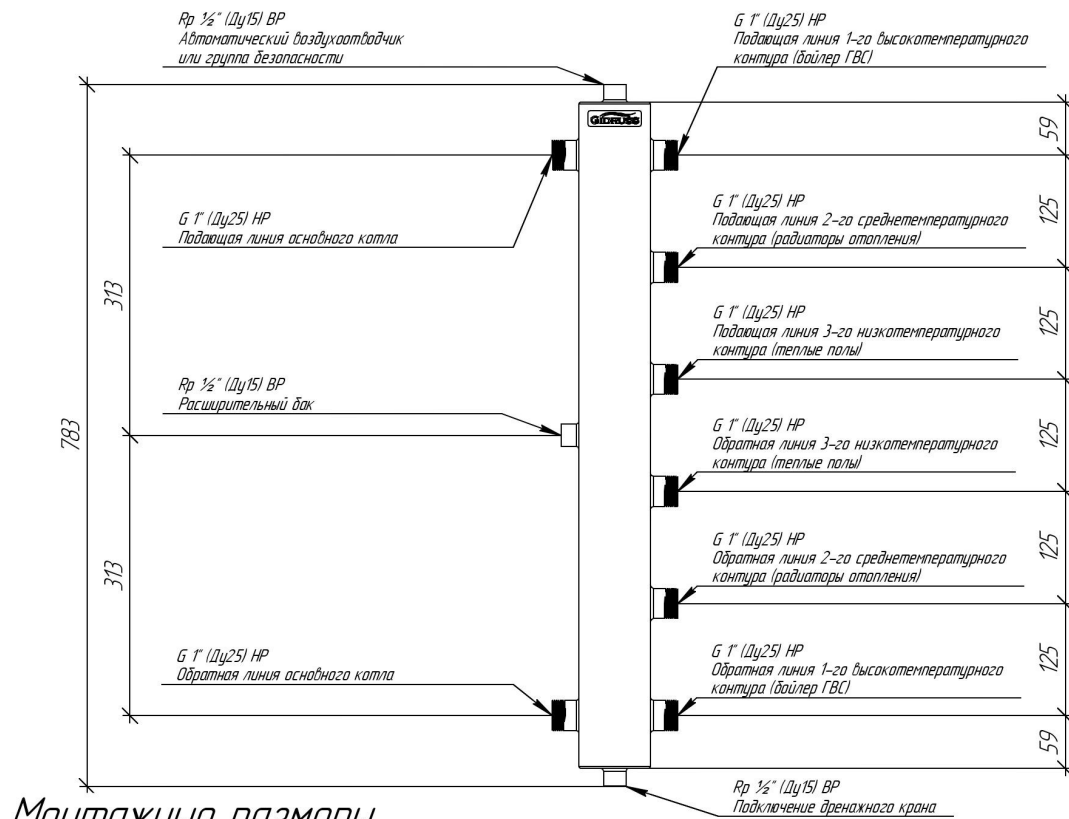 Rp ½" (Ду15) ВР
Автоматический воздухоотводчик
или группа безопасности
G 1" (Ду25) НР
Подающая линия 1-го высокотемпературного
контура (бойлер ГВС)
GIDRUSS
59
G 1" (Ду25) НР
Подающая линия основного котла
G 1" (Ду25) НР
Подающая линия 2-го среднетемпературного
контура (радиаторы отопления)
125
313
G 1" (Ду25) НР
Подающая линия 3-го низкотемпературного
контура (теплые полы)
125
Rp ½" (Ду15) ВР
Расширительный бак
783
G 1" (Ду25) НР
Обратная линия 3-го низкотемпературного
контура (теплые полы)
125
313
G 1" (Ду25) НР
Обратная линия 2-го среднетемпературного
контура (радиаторы отопления)
125
G 1" (Ду25) НР
Обратная линия основного котла
G 1" (Ду25) НР
Обратная линия 1-го высокотемпературного
контура (бойлер ГВС)
125
59
Rp ½" (Ду15) ВР
Подключение дренажного крана